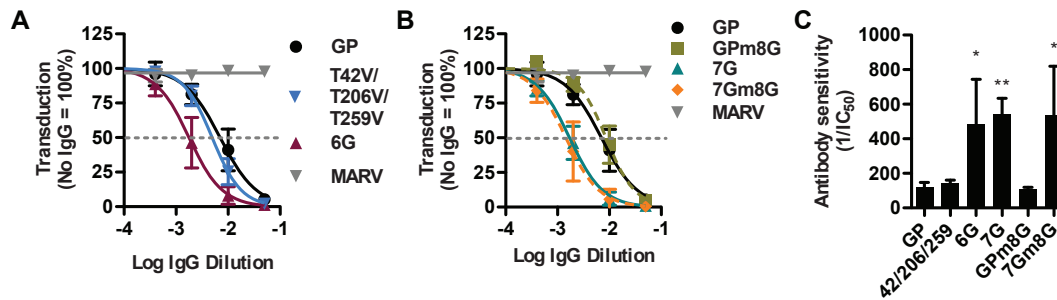 A
Transduction
(No IgG = 100%)
125
100
75
50
25
0
-4
-3
-2
-1
Log IgG Dilution
GP
T42V/
T206V/
T259V
6G
MARV
B
Transduction
(No IgG = 100%)
125
100
75
50
25
0
-4
-3
-2
-1
Log IgG Dilution
GP
GPm8G
7G
7Gm8G
MARV
C
Antibody sensitivity
(1/IC50)
1000
800
600
400
200
0
*
**
*
GP
42/206/259
6G
7G
GPm8G
7Gm8G